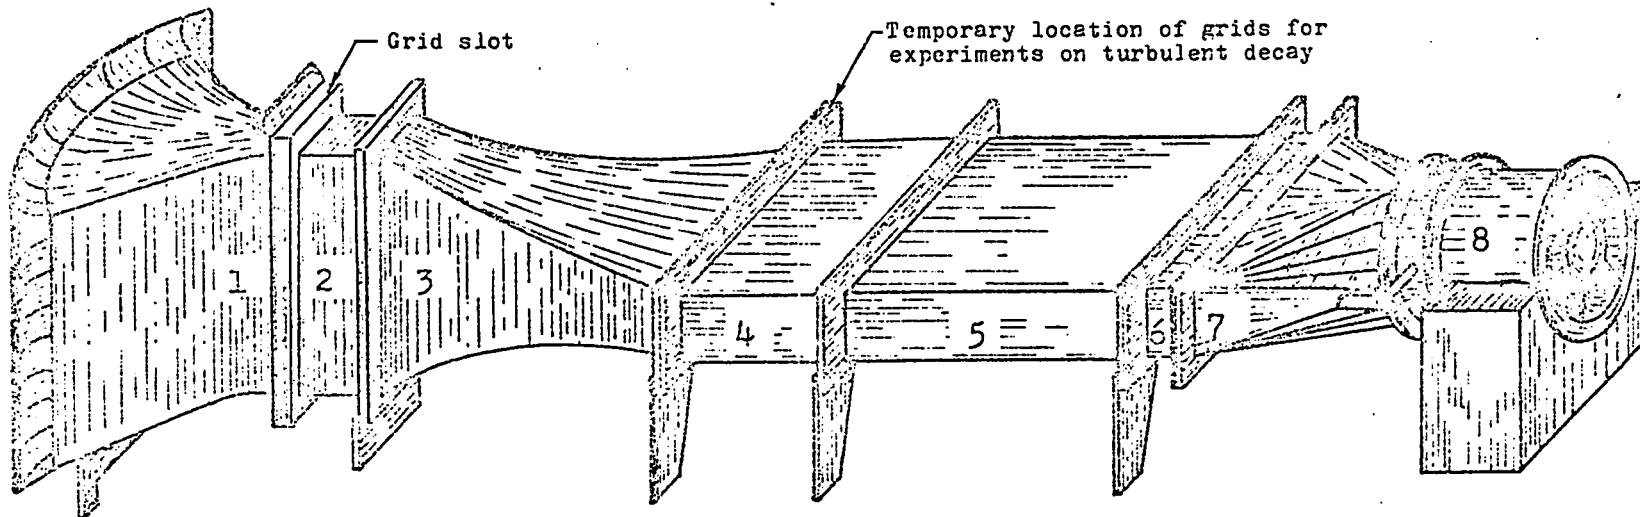 Grid slot
Temporary location of grids for
experiments on turbulent decay
1
2
3
4
5
6
7
8